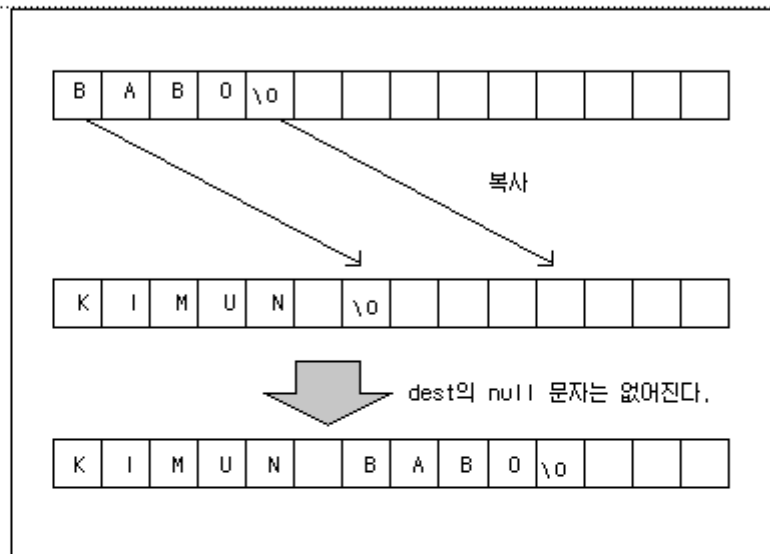 B A B O \0
복사
K I M U N \0
dest의 null 문자는 없어진다.
K I M U N B A B O \0